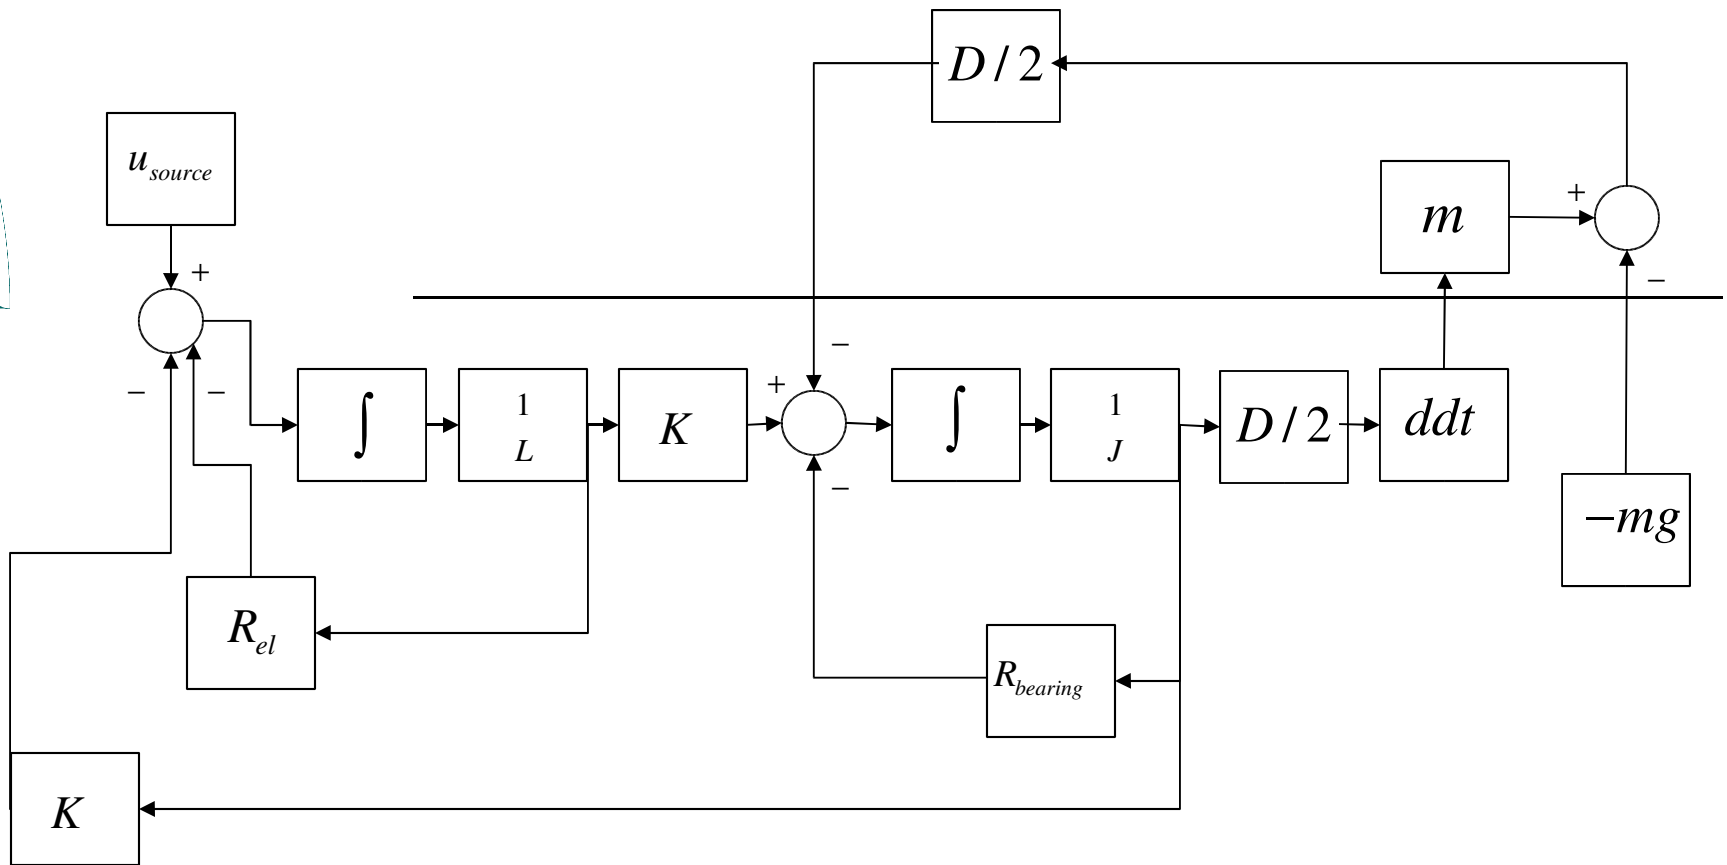 D / 2
u_source
m
+
+
−
−
−
−
+
∫
1
L
K
∫
1
J
D / 2
ddt
−
−mg
R_el
R_bearing
K